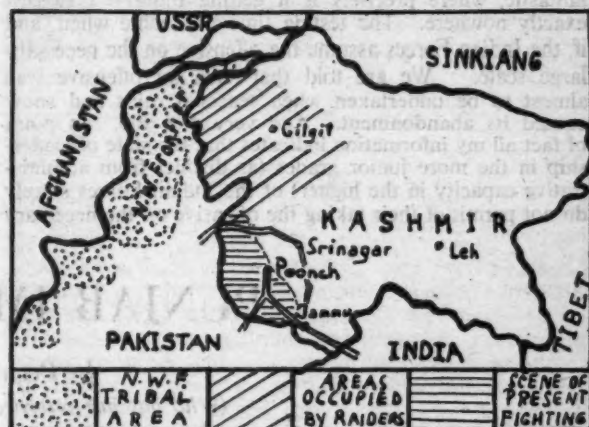 USSR
SINKIANG
AFGHANISTAN
N.W. Frontier
Gilgit
KASHMIR
Srinagar
Leh
Poonch
Jammu
TIBET
PAKISTAN
INDIA
N.W.F.
TRIBAL
AREA
AREAS
OCCUPIED
BY RAIDERS
SCENE OF
PRESENT
FIGHTING